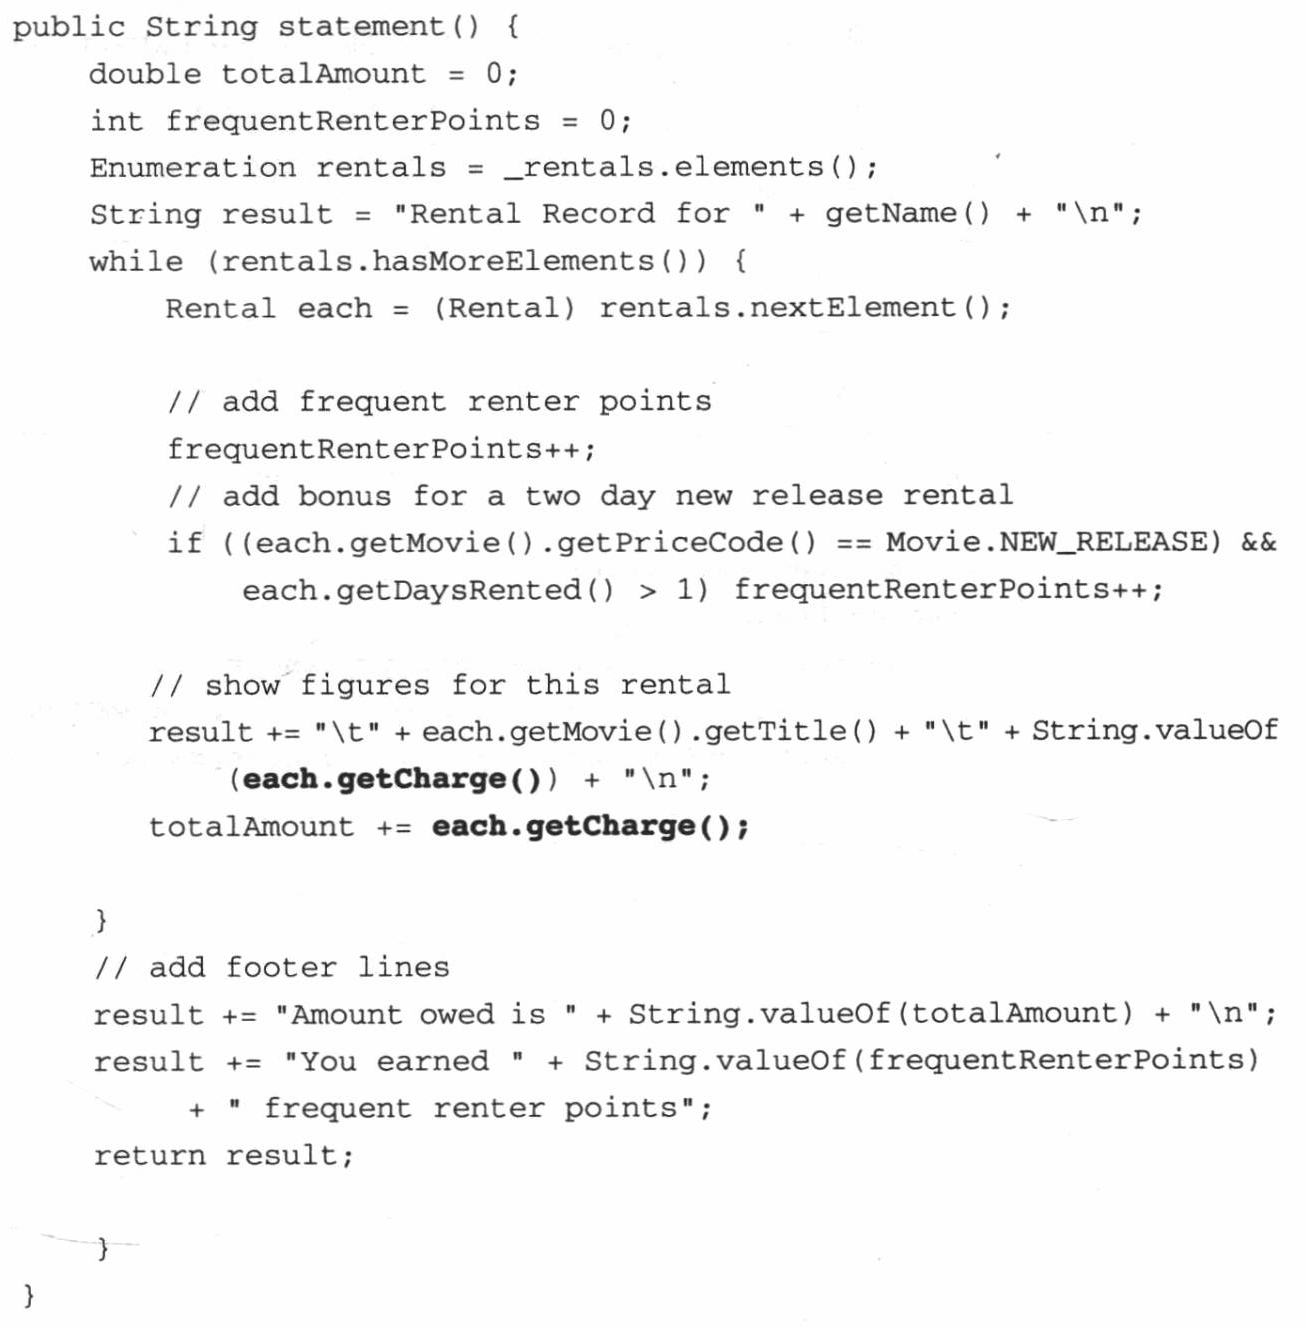 public String statement() {
    double totalAmount = 0;
    int frequentRenterPoints = 0;
    Enumeration rentals = _rentals.elements();
    String result = "Rental Record for " + getName() + "\n";
    while (rentals.hasMoreElements()) {
        Rental each = (Rental) rentals.nextElement();
        // add frequent renter points
        frequentRenterPoints++;
        // add bonus for a two day new release rental
        if ((each.getMovie().getPriceCode() == Movie.NEW_RELEASE) &&
            each.getDaysRented() > 1) frequentRenterPoints++;
       // show figures for this rental
       result += "\t" + each.getMovie().getTitle() + "\t" + String.valueOf
           (each.getCharge()) + "\n";
       totalAmount += each.getCharge();
    }
    // add footer lines
    result += "Amount owed is " + String.valueOf(totalAmount) + "\n";
    result += "You earned " + String.valueOf(frequentRenterPoints)
         + " frequent renter points";
    return result;
    }
}